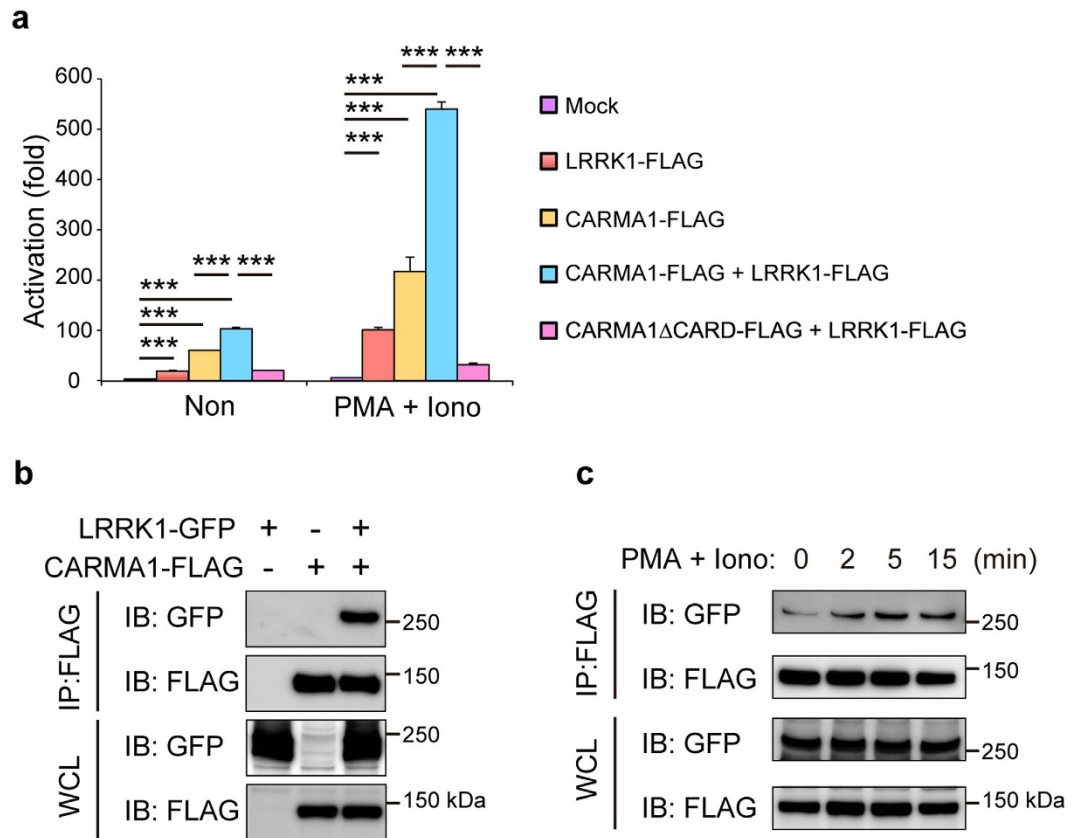 a
Activation (fold)
600
500
400
300
200
100
0
***
***
***
***
***
***
***
***
***
***
Non
PMA + Iono
Mock
LRRK1-FLAG
CARMA1-FLAG
CARMA1-FLAG + LRRK1-FLAG
CARMA1ΔCARD-FLAG + LRRK1-FLAG
b
LRRK1-GFP + - +
CARMA1-FLAG - + +
IP:FLAG
IB: GFP 250
IB: FLAG 150
WCL
IB: GFP 250
IB: FLAG 150 kDa
c
PMA + Iono: 0 2 5 15 (min)
IP:FLAG
IB: GFP 250
IB: FLAG 150
WCL
IB: GFP 250
IB: FLAG 150 kDa